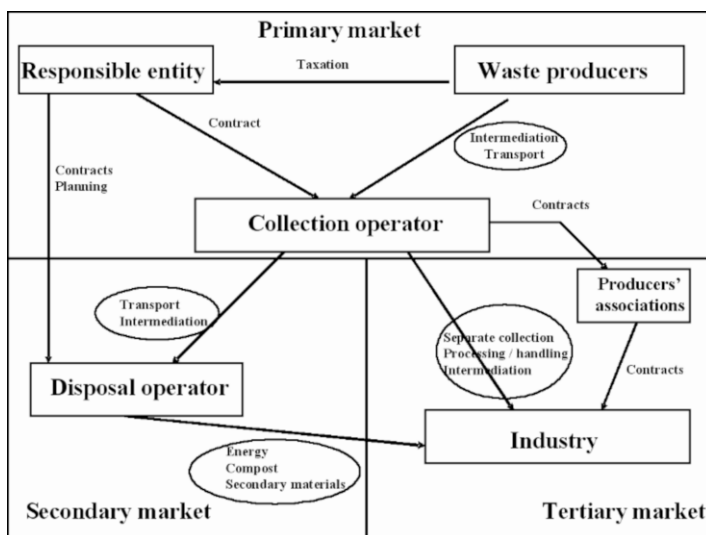 Primary market
Responsible entity
Taxation
Waste producers
Contract
Intermediation
Transport
Contracts
Planning
Collection operator
Contracts
Producers'
associations
Transport
Intermediation
Separate collection
Processing / handling
Intermediation
Contracts
Disposal operator
Industry
Energy
Compost
Secondary materials
Secondary market
Tertiary market